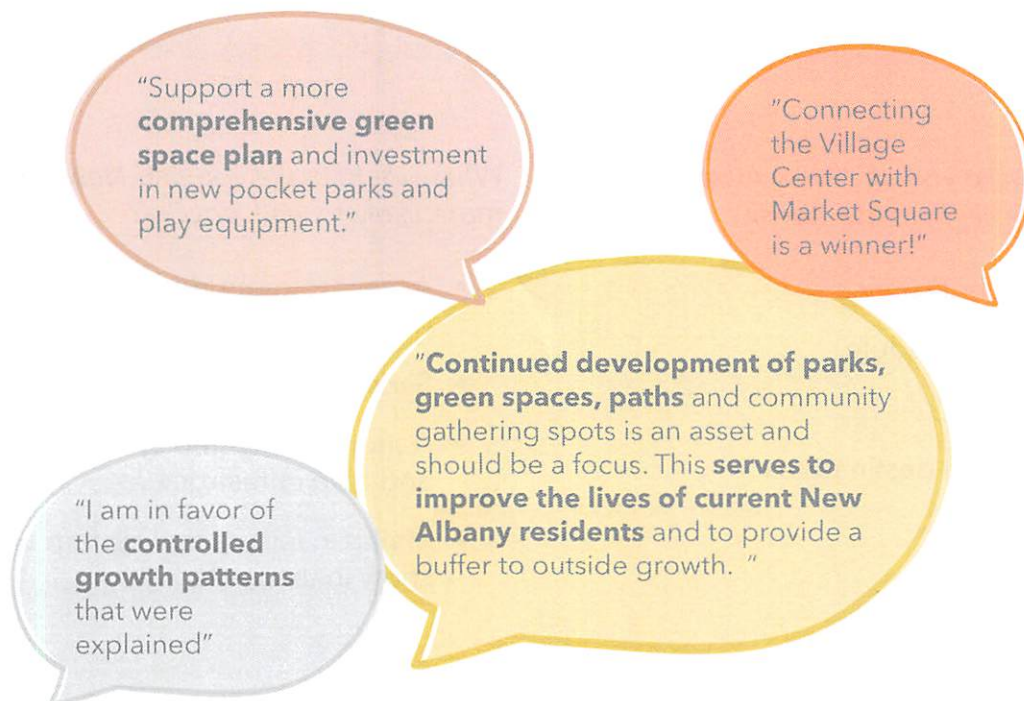 "Support a more
comprehensive green
space plan and investment
in new pocket parks and
play equipment."
"Connecting
the Village
Center with
Market Square
is a winner!"
"Continued development of parks,
green spaces, paths and community
gathering spots is an asset and
should be a focus. This serves to
improve the lives of current New
Albany residents and to provide a
buffer to outside growth. "
"I am in favor of
the controlled
growth patterns
that were
explained"